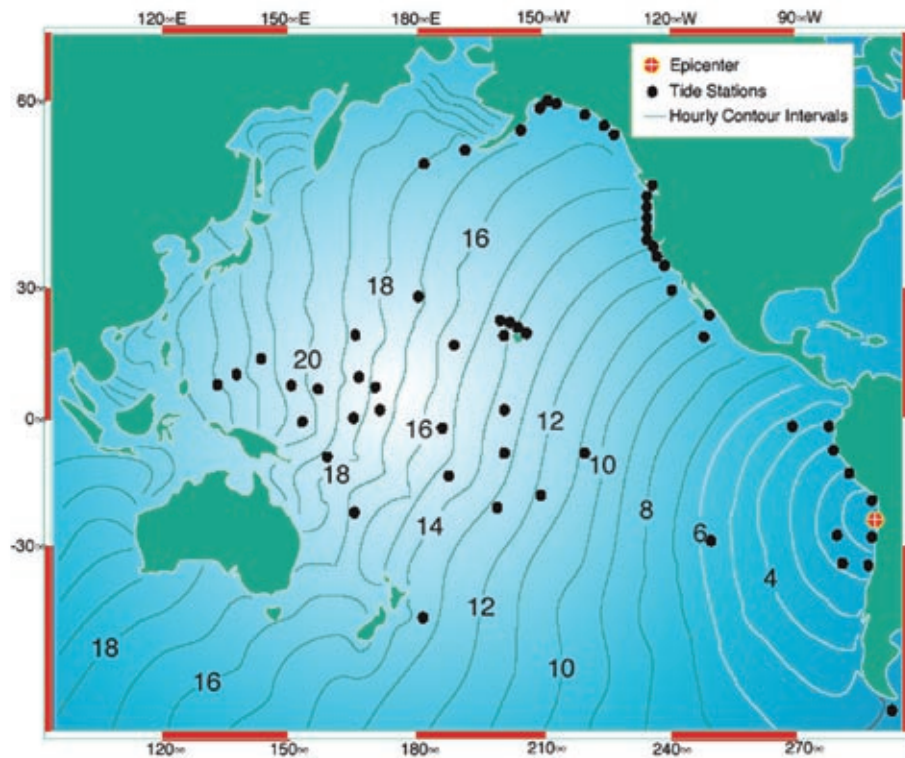 120∞E 150∞E 180∞E 150∞W 120∞W 90∞W
Epicenter
60∞ Tide Stations
Hourly Contour Intervals
16
30∞ 18
20
0∞ 16 12
18 10
14 8
6
-30∞
4
12
18
16 10
120∞ 150∞ 180∞ 210∞ 240∞ 270∞